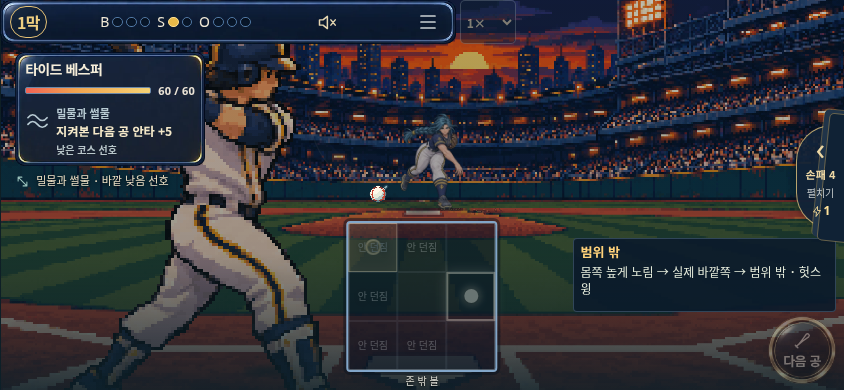 1막 B S O
1×
타이드 베스퍼
60 / 60
밀물과 썰물
지켜본 다음 공 안타 +5
낮은 코스 선호
밀물과 썰물 · 바깥 낮은 선호
손패 4
펼치기
1
안 던짐 안 던짐
안 던짐
안 던짐 안 던짐
존 밖 볼
범위 밖
몸쪽 높게 노림 → 실제 바깥쪽 → 범위 밖 · 헛스
윙
다음 공